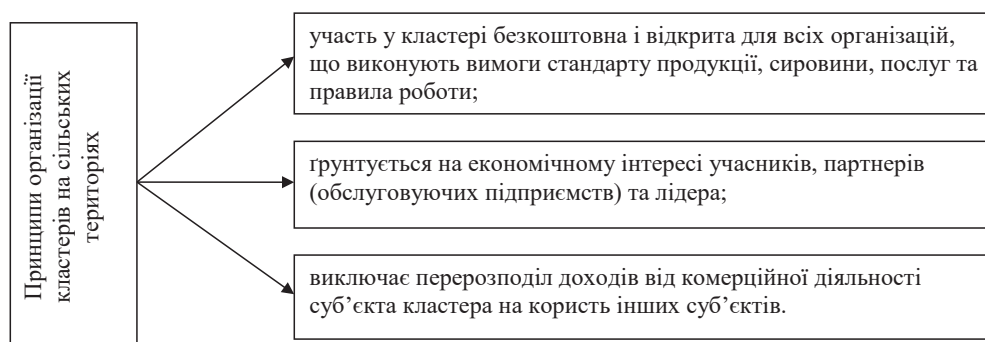 Принципи організації
кластерів на сільських
територіях
участь у кластері безкоштовна і відкрита для всіх організацій,
що виконують вимоги стандарту продукції, сировини, послуг та
правила роботи;
ґрунтується на економічному інтересі учасників, партнерів
(обслуговуючих підприємств) та лідера;
виключає перерозподіл доходів від комерційної діяльності
суб’єкта кластера на користь інших суб’єктів.